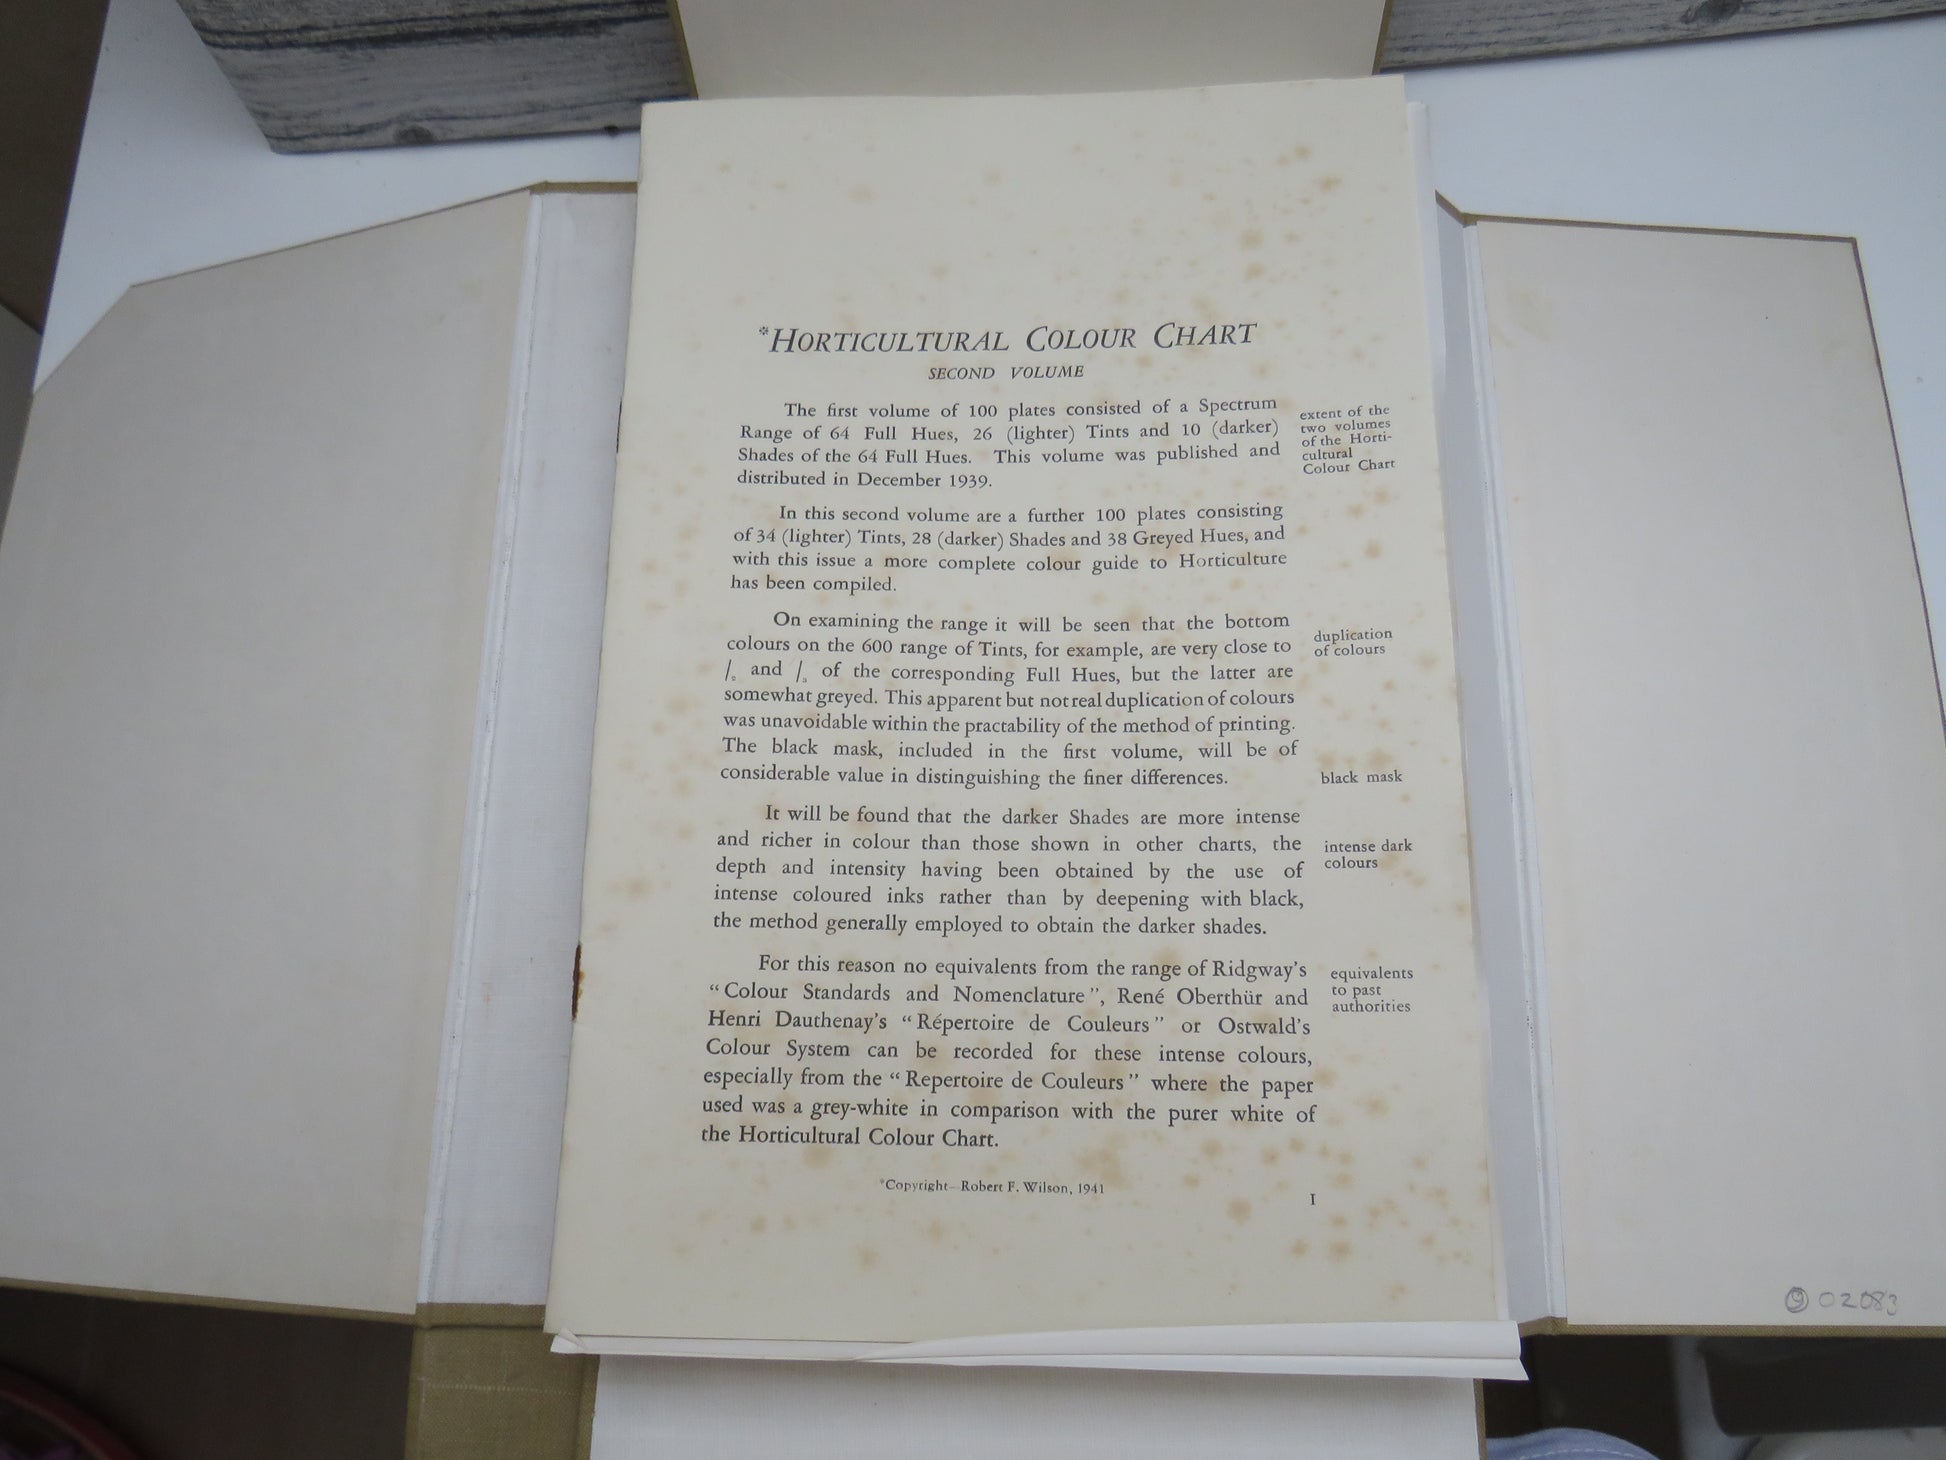 *HORTICULTURAL COLOUR CHART
SECOND VOLUME
The first volume of 100 plates consisted of a Spectrum
Range of 64 Full Hues, 26 (lighter) Tints and 10 (darker)
Shades of the 64 Full Hues. This volume was published and
distributed in December 1939.
extent of the
two volumes
of the Horti-
cultural
Colour Chart
In this second volume are a further 100 plates consisting
of 34 (lighter) Tints, 28 (darker) Shades and 38 Greyed Hues, and
with this issue a more complete colour guide to Horticulture
has been compiled.
On examining the range it will be seen that the bottom
colours on the 600 range of Tints, for example, are very close to
/₂ and /₃ of the corresponding Full Hues, but the latter are
somewhat greyed. This apparent but not real duplication of colours
was unavoidable within the practability of the method of printing.
The black mask, included in the first volume, will be of
considerable value in distinguishing the finer differences.
duplication
of colours
black mask
It will be found that the darker Shades are more intense
and richer in colour than those shown in other charts, the
depth and intensity having been obtained by the use of
intense coloured inks rather than by deepening with black,
the method generally employed to obtain the darker shades.
intense dark
colours
For this reason no equivalents from the range of Ridgway's
"Colour Standards and Nomenclature", René Oberthür and
Henri Dauthenay's "Répertoire de Couleurs" or Ostwald's
Colour System can be recorded for these intense colours,
especially from the "Repertoire de Couleurs" where the paper
used was a grey-white in comparison with the purer white of
the Horticultural Colour Chart.
equivalents
to past
authorities
*Copyright—Robert F. Wilson, 1941
I
9 02083